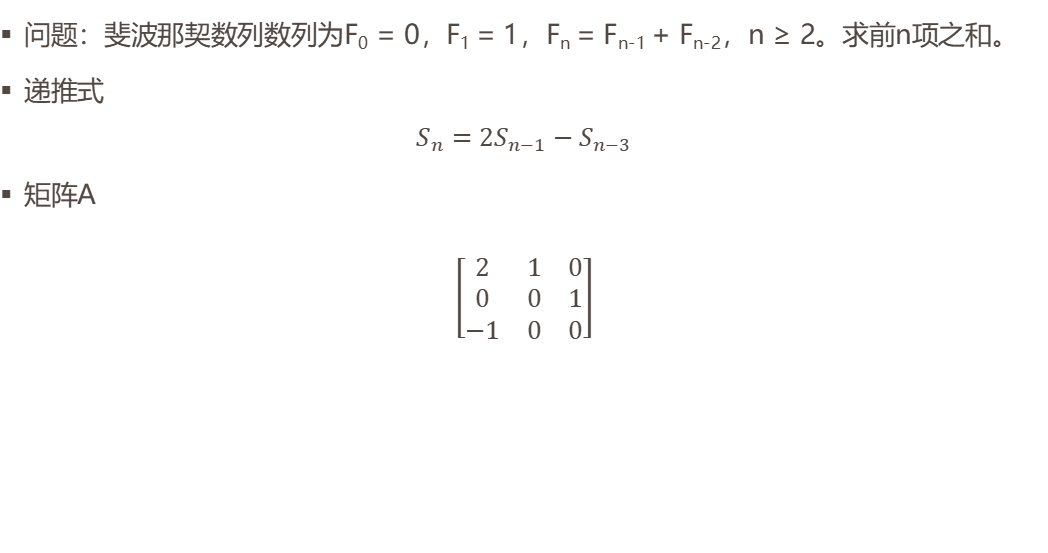 ▪ 问题：斐波那契数列数列为F₀ = 0，F₁ = 1，Fₙ = Fₙ₋₁ + Fₙ₋₂，n ≥ 2。求前n项之和。
▪ 递推式
Sₙ = 2Sₙ₋₁ − Sₙ₋₃
▪ 矩阵A
2 1 0
0 0 1
−1 0 0